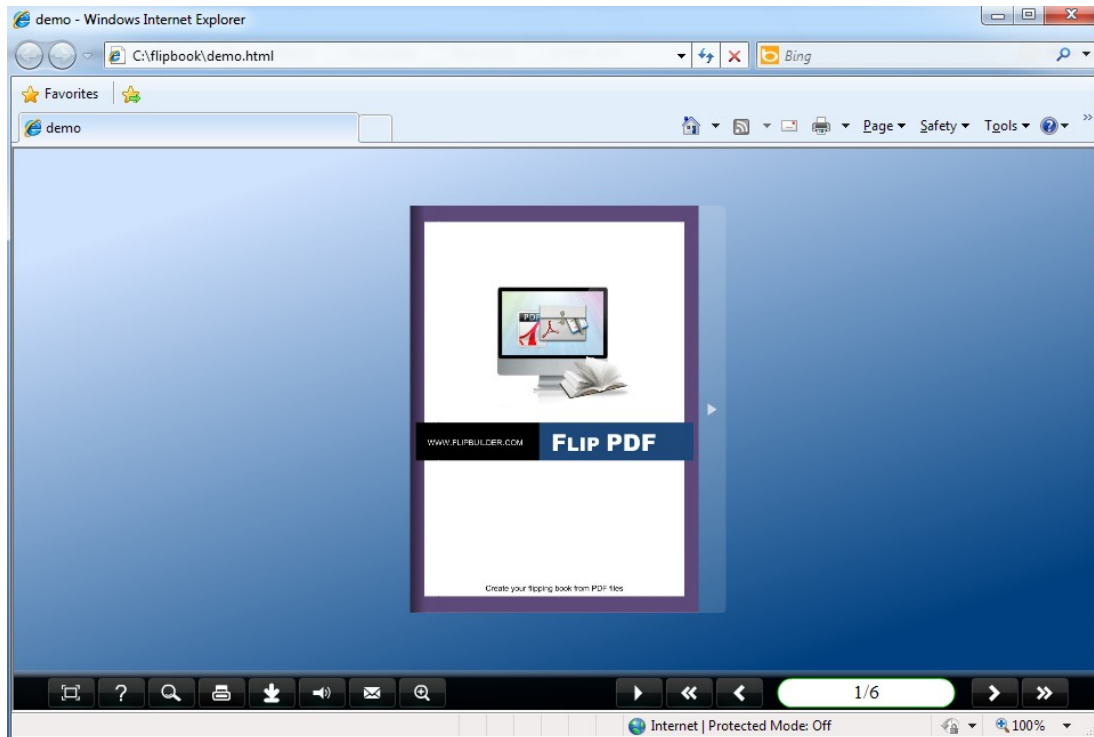 demo - Windows Internet Explorer
C:\flipbook\demo.html
Bing
Favorites
demo
Page Safety Tools
PDF
WWW.FLIPBUILDER.COM FLIP PDF
Create your flipping book from PDF files
1/6
Internet | Protected Mode: Off
100%